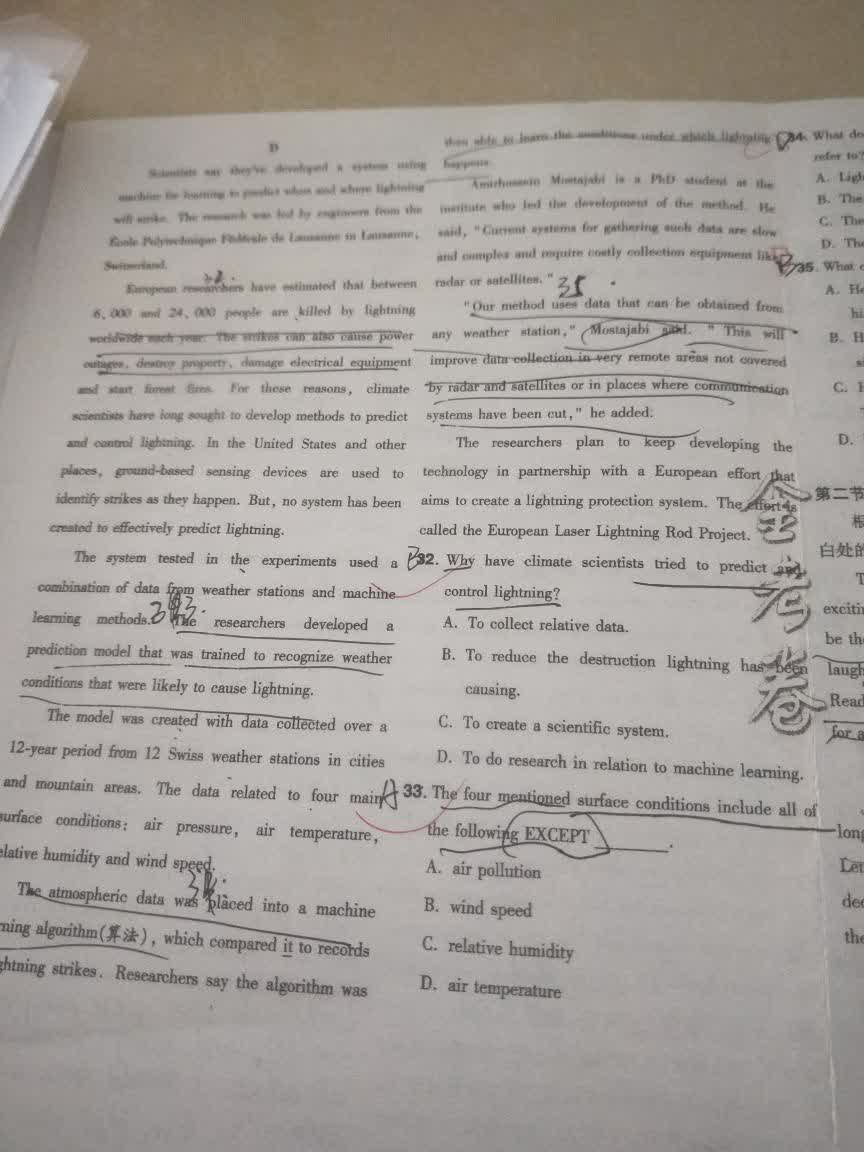 D
Scientists say they've developed a system using
machine for learning to predict when and where lightning
will strike. The research was led by engineers from the
École Polytechnique Fédérale de Lausanne in Lausanne,
Switzerland.
European researchers have estimated that between
6,000 and 24,000 people are killed by lightning
worldwide each year. The strikes can also cause power
outages, destroy property, damage electrical equipment
and start forest fires. For these reasons, climate
scientists have long sought to develop methods to predict
and control lightning. In the United States and other
places, ground-based sensing devices are used to
identify strikes as they happen. But, no system has been
created to effectively predict lightning.
The system tested in the experiments used a
combination of data from weather stations and machine
learning methods. The researchers developed a
prediction model that was trained to recognize weather
conditions that were likely to cause lightning.
The model was created with data collected over a
12-year period from 12 Swiss weather stations in cities
and mountain areas. The data related to four main
surface conditions: air pressure, air temperature,
elative humidity and wind speed.
34.
The atmospheric data was placed into a machine
ning algorithm(算法), which compared it to records
ghtning strikes. Researchers say the algorithm was
then able to learn the conditions under which lightning
happens.
Amirhossein Mostajabi is a PhD student at the
institute who led the development of the method. He
said, "Current systems for gathering such data are slow
and complex and require costly collection equipment like
radar or satellites."
35
"Our method uses data that can be obtained from
any weather station," Mostajabi said. "This will
improve data collection in very remote areas not covered
by radar and satellites or in places where communication
systems have been cut," he added.
The researchers plan to keep developing the
technology in partnership with a European effort that
aims to create a lightning protection system. The effort is
called the European Laser Lightning Rod Project.
B 32. Why have climate scientists tried to predict and
control lightning?
A. To collect relative data.
B. To reduce the destruction lightning has been
causing.
C. To create a scientific system.
D. To do research in relation to machine learning.
A 33. The four mentioned surface conditions include all of
the following EXCEPT ______.
A. air pollution
B. wind speed
C. relative humidity
D. air temperature
34. What do
refer to?
A. Ligh
B. The
C. The
D. The
B 35. What
A. He
hi
B. H
C. H
D.
第二节
根
白处的
T
exciti
be th
laugh
Read
for a
long
Let
dec
the
卷